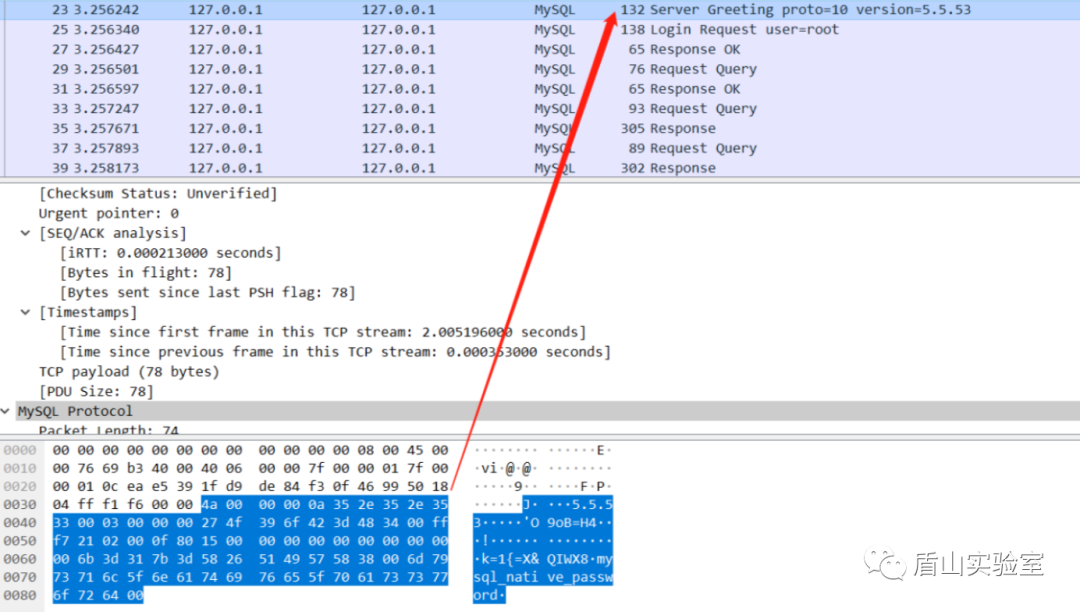 23 3.256242 127.0.0.1 127.0.0.1 MySQL 132 Server Greeting proto=10 version=5.5.53
25 3.256340 127.0.0.1 127.0.0.1 MySQL 138 Login Request user=root
27 3.256427 127.0.0.1 127.0.0.1 MySQL 65 Response OK
29 3.256501 127.0.0.1 127.0.0.1 MySQL 76 Request Query
31 3.256597 127.0.0.1 127.0.0.1 MySQL 65 Response OK
33 3.257247 127.0.0.1 127.0.0.1 MySQL 93 Request Query
35 3.257671 127.0.0.1 127.0.0.1 MySQL 305 Response
37 3.257893 127.0.0.1 127.0.0.1 MySQL 89 Request Query
39 3.258173 127.0.0.1 127.0.0.1 MySQL 302 Response
[Checksum Status: Unverified]
Urgent pointer: 0
[SEQ/ACK analysis]
[iRTT: 0.000213000 seconds]
[Bytes in flight: 78]
[Bytes sent since last PSH flag: 78]
[Timestamps]
[Time since first frame in this TCP stream: 2.005196000 seconds]
[Time since previous frame in this TCP stream: 0.000353000 seconds]
TCP payload (78 bytes)
[PDU Size: 78]
MySQL Protocol
Packet Length: 74
0000 00 00 00 00 00 00 00 00 00 00 00 00 08 00 45 00 ········ ······E·
0010 00 76 69 b3 40 00 40 06 00 00 7f 00 00 01 7f 00 ·vi·@·@· ········
0020 00 01 0c ea e5 39 1f d9 de 84 f3 0f 46 99 50 18 ·····9·· ····F·P·
0030 04 ff f1 f6 00 00 4a 00 00 00 0a 35 2e 35 2e 35 ······J· ···5.5.5
0040 33 00 03 00 00 00 27 4f 39 6f 42 3d 48 34 00 ff 3·····'O 9oB=H4··
0050 f7 21 02 00 0f 80 15 00 00 00 00 00 00 00 00 00 ·!······ ········
0060 00 6b 3d 31 7b 3d 58 26 51 49 57 58 38 00 6d 79 ·k=1{=X& QIWX8·my
0070 73 71 6c 5f 6e 61 74 69 76 65 5f 70 61 73 73 77 sql_nati ve_passw
0080 6f 72 64 00 ord·
盾山实验室